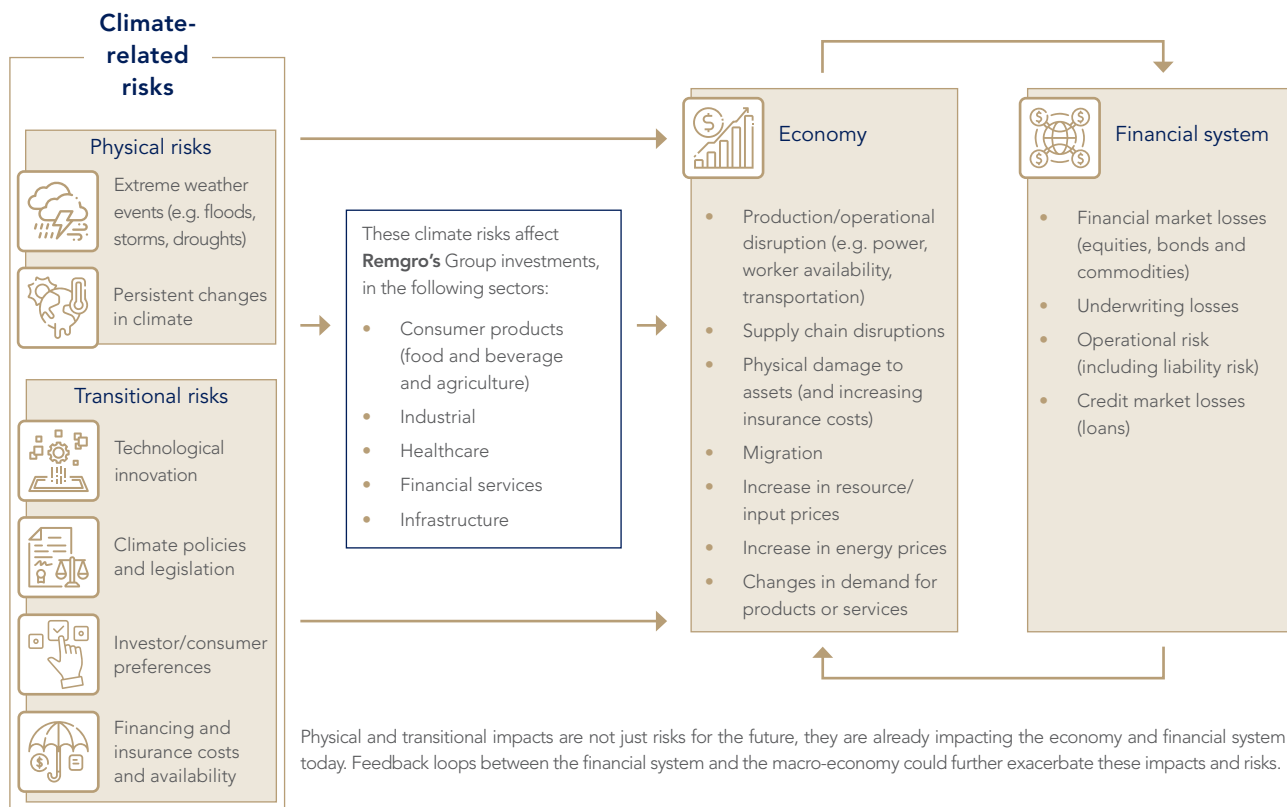 Climate-
related
risks
Physical risks
Extreme weather
events (e.g. floods,
storms, droughts)
Persistent changes
in climate
Transitional risks
Technological
innovation
Climate policies
and legislation
Investor/consumer
preferences
Financing and
insurance costs
and availability
These climate risks affect
Remgro’s Group investments,
in the following sectors:
• Consumer products
(food and beverage
and agriculture)
• Industrial
• Healthcare
• Financial services
• Infrastructure
Economy
• Production/operational
disruption (e.g. power,
worker availability,
transportation)
• Supply chain disruptions
• Physical damage to
assets (and increasing
insurance costs)
• Migration
• Increase in resource/
input prices
• Increase in energy prices
• Changes in demand for
products or services
Financial system
• Financial market losses
(equities, bonds and
commodities)
• Underwriting losses
• Operational risk
(including liability risk)
• Credit market losses
(loans)
Physical and transitional impacts are not just risks for the future, they are already impacting the economy and financial system
today. Feedback loops between the financial system and the macro-economy could further exacerbate these impacts and risks.